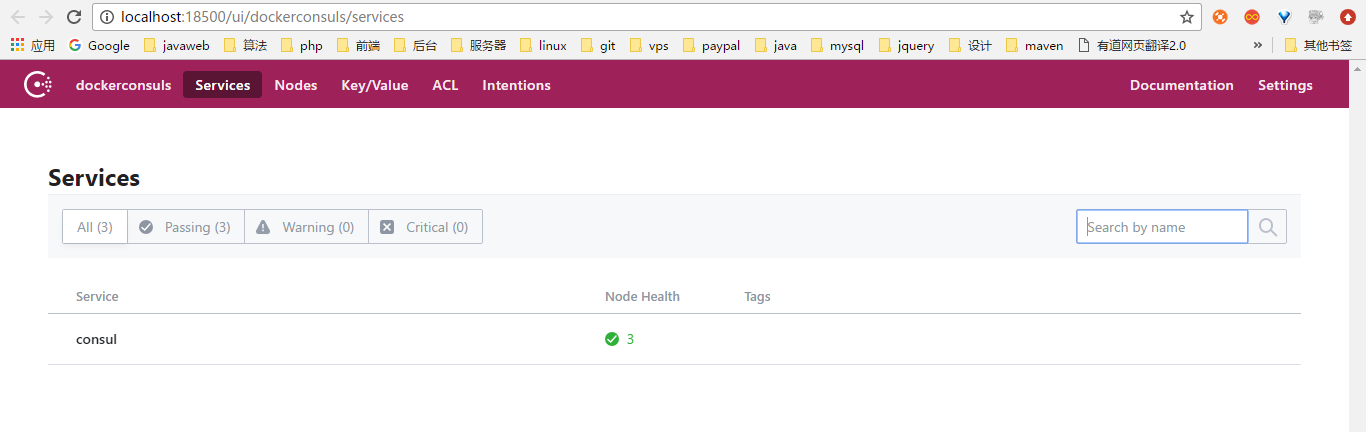 localhost:18500/ui/dockerconsuls/services
应用 Google javaweb 算法 php 前端 后台 服务器 linux git vps paypal java mysql jquery 设计 maven 有道网页翻译2.0 » 其他书签
dockerconsuls Services Nodes Key/Value ACL Intentions Documentation Settings
Services
All (3) Passing (3) Warning (0) Critical (0) Search by name
Service Node Health Tags
consul 3